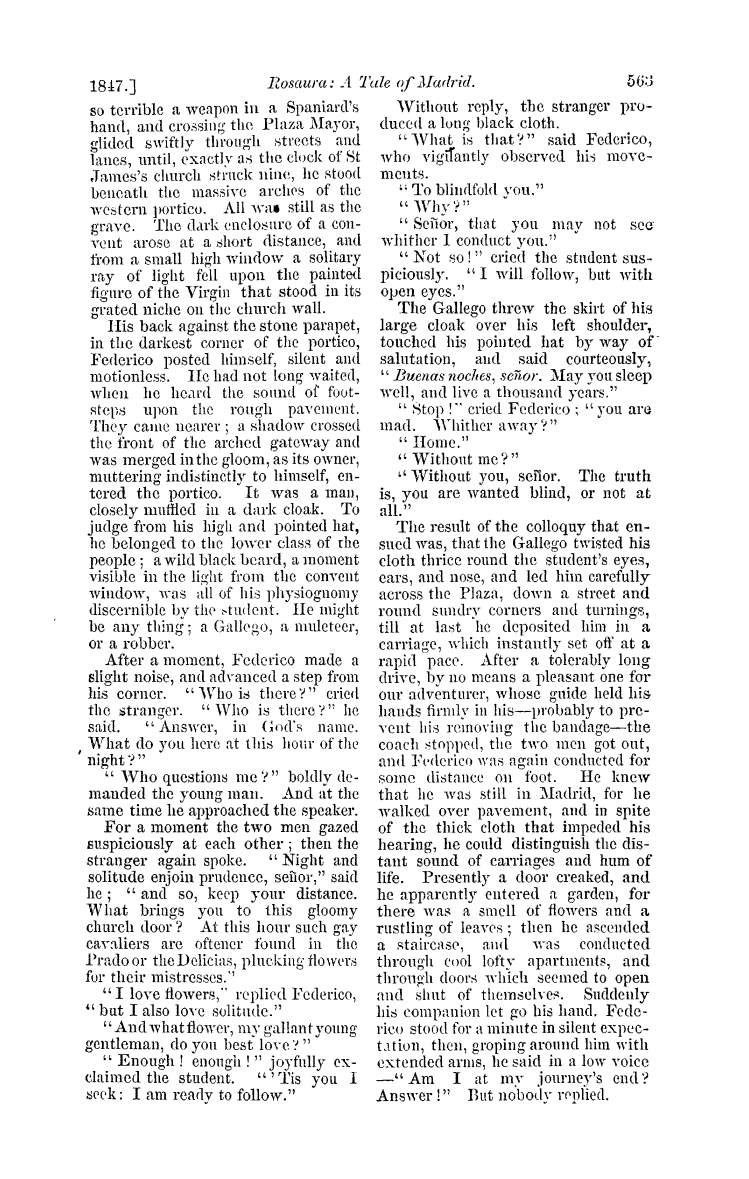 1847.] Rosaura: A Tale of Madrid. 563
so terrible a weapon in a Spaniard's
hand, and crossing the Plaza Mayor,
glided swiftly through streets and
lanes, until, exactly as the clock of St
James's church struck nine, he stood
beneath the massive arches of the
western portico. All was still as the
grave. The dark enclosure of a con-
vent arose at a short distance, and
from a small high window a solitary
ray of light fell upon the painted
figure of the Virgin that stood in its
grated niche on the church wall.
His back against the stone parapet,
in the darkest corner of the portico,
Federico posted himself, silent and
motionless. He had not long waited,
when he heard the sound of foot-
steps upon the rough pavement.
They came nearer; a shadow crossed
the front of the arched gateway and
was merged in the gloom, as its owner,
muttering indistinctly to himself, en-
tered the portico. It was a man,
closely muffled in a dark cloak. To
judge from his high and pointed hat,
he belonged to the lower class of the
people; a wild black beard, a moment
visible in the light from the convent
window, was all of his physiognomy
discernible by the student. He might
be any thing; a Gallego, a muleteer,
or a robber.
After a moment, Federico made a
slight noise, and advanced a step from
his corner. "Who is there?" cried
the stranger. "Who is there?" he
said. "Answer, in God's name.
What do you here at this hour of the
night?"
"Who questions me?" boldly de-
manded the young man. And at the
same time he approached the speaker.
For a moment the two men gazed
suspiciously at each other; then the
stranger again spoke. "Night and
solitude enjoin prudence, señor," said
he; "and so, keep your distance.
What brings you to this gloomy
church door? At this hour such gay
cavaliers are oftener found in the
Prado or the Delicias, plucking flowers
for their mistresses."
"I love flowers," replied Federico,
"but I also love solitude."
"And what flower, my gallant young
gentleman, do you best love?"
"Enough! enough!" joyfully ex-
claimed the student. "'Tis you I
seek: I am ready to follow."
Without reply, the stranger pro-
duced a long black cloth.
"What is that?" said Federico,
who vigilantly observed his move-
ments.
"To blindfold you."
"Why?"
"Señor, that you may not see
whither I conduct you."
"Not so!" cried the student sus-
piciously. "I will follow, but with
open eyes."
The Gallego threw the skirt of his
large cloak over his left shoulder,
touched his pointed hat by way of
salutation, and said courteously,
"Buenas noches, señor. May you sleep
well, and live a thousand years."
"Stop!" cried Federico; "you are
mad. Whither away?"
"Home."
"Without me?"
"Without you, señor. The truth
is, you are wanted blind, or not at
all."
The result of the colloquy that en-
sued was, that the Gallego twisted his
cloth thrice round the student's eyes,
ears, and nose, and led him carefully
across the Plaza, down a street and
round sundry corners and turnings,
till at last he deposited him in a
carriage, which instantly set off at a
rapid pace. After a tolerably long
drive, by no means a pleasant one for
our adventurer, whose guide held his
hands firmly in his—probably to pre-
vent his removing the bandage—the
coach stopped, the two men got out,
and Federico was again conducted for
some distance on foot. He knew
that he was still in Madrid, for he
walked over pavement, and in spite
of the thick cloth that impeded his
hearing, he could distinguish the dis-
tant sound of carriages and hum of
life. Presently a door creaked, and
he apparently entered a garden, for
there was a smell of flowers and a
rustling of leaves; then he ascended
a staircase, and was conducted
through cool lofty apartments, and
through doors which seemed to open
and shut of themselves. Suddenly
his companion let go his hand. Fede-
rico stood for a minute in silent expec-
tation, then, groping around him with
extended arms, he said in a low voice
—"Am I at my journey's end?
Answer!" But nobody replied.